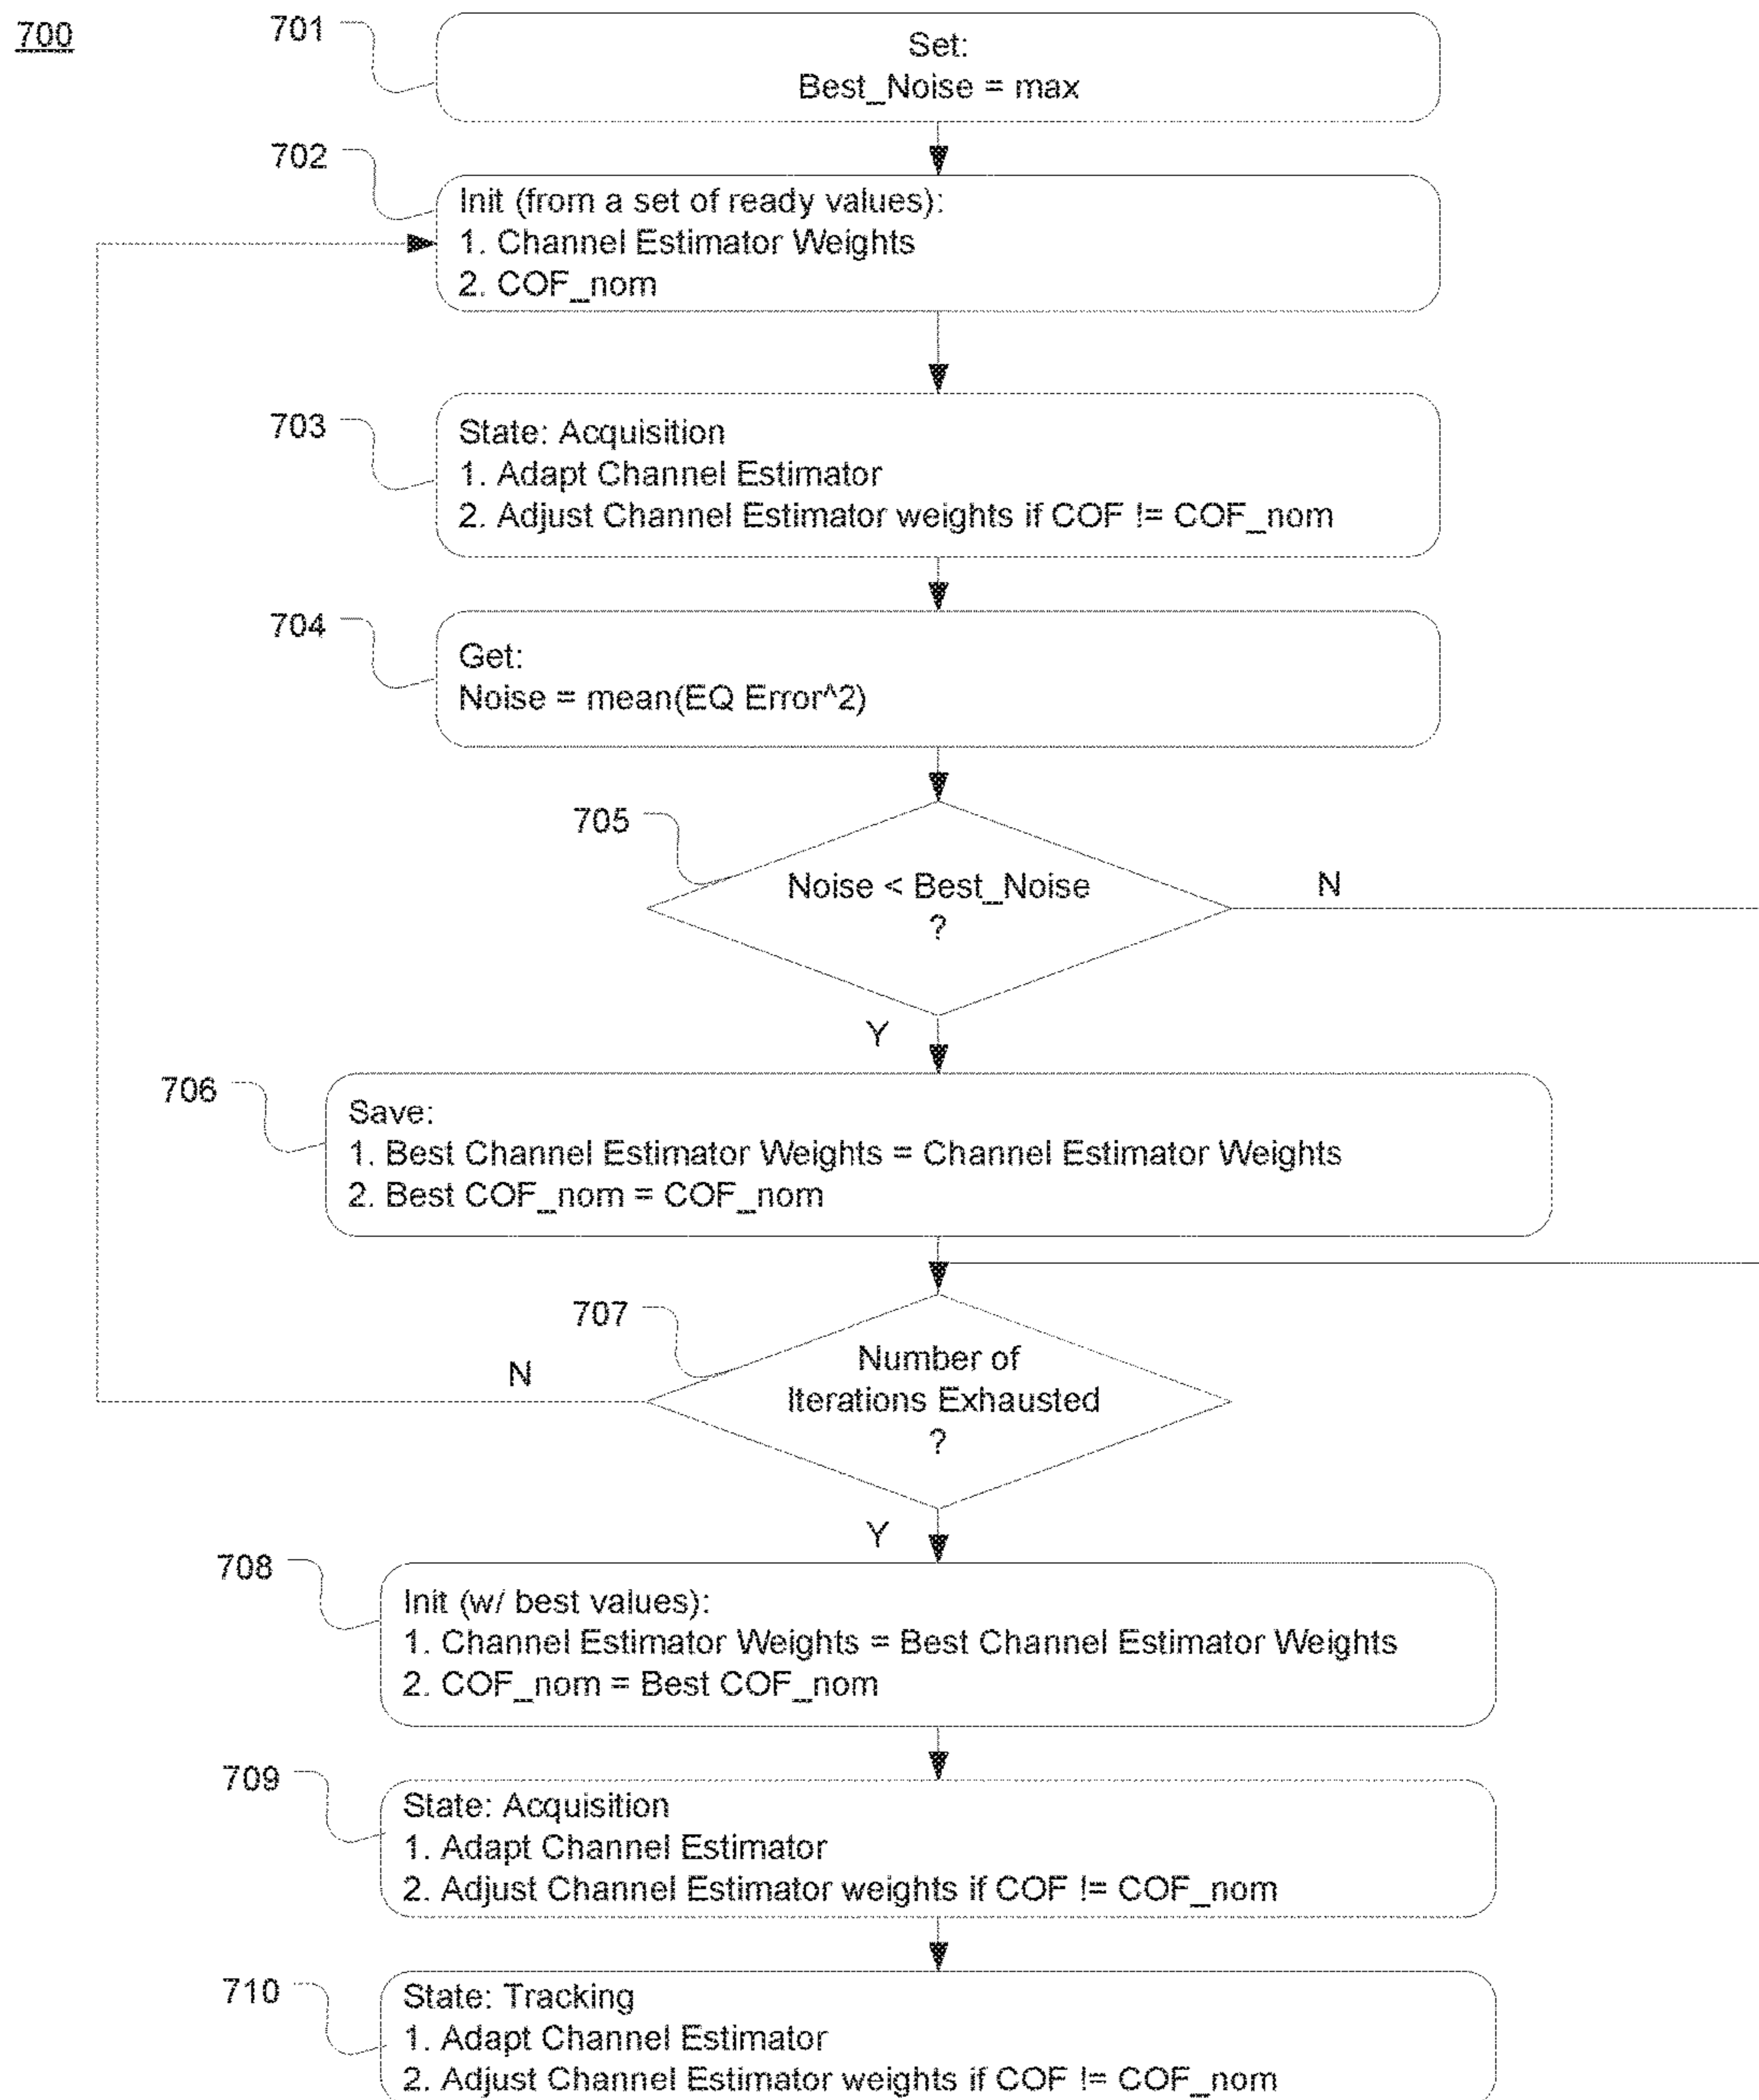 700
701
Set:
Best_Noise = max
702
Init (from a set of ready values):
1. Channel Estimator Weights
2. COF_nom
703
State: Acquisition
1. Adapt Channel Estimator
2. Adjust Channel Estimator weights if COF != COF_nom
704
Get:
Noise = mean(EQ Error^2)
705
Noise < Best_Noise
?
N
Y
706
Save:
1. Best Channel Estimator Weights = Channel Estimator Weights
2. Best COF_nom = COF_nom
707
Number of
Iterations Exhausted
?
N
Y
708
Init (w/ best values):
1. Channel Estimator Weights = Best Channel Estimator Weights
2. COF_nom = Best COF_nom
709
State: Acquisition
1. Adapt Channel Estimator
2. Adjust Channel Estimator weights if COF != COF_nom
710
State: Tracking
1. Adapt Channel Estimator
2. Adjust Channel Estimator weights if COF != COF_nom